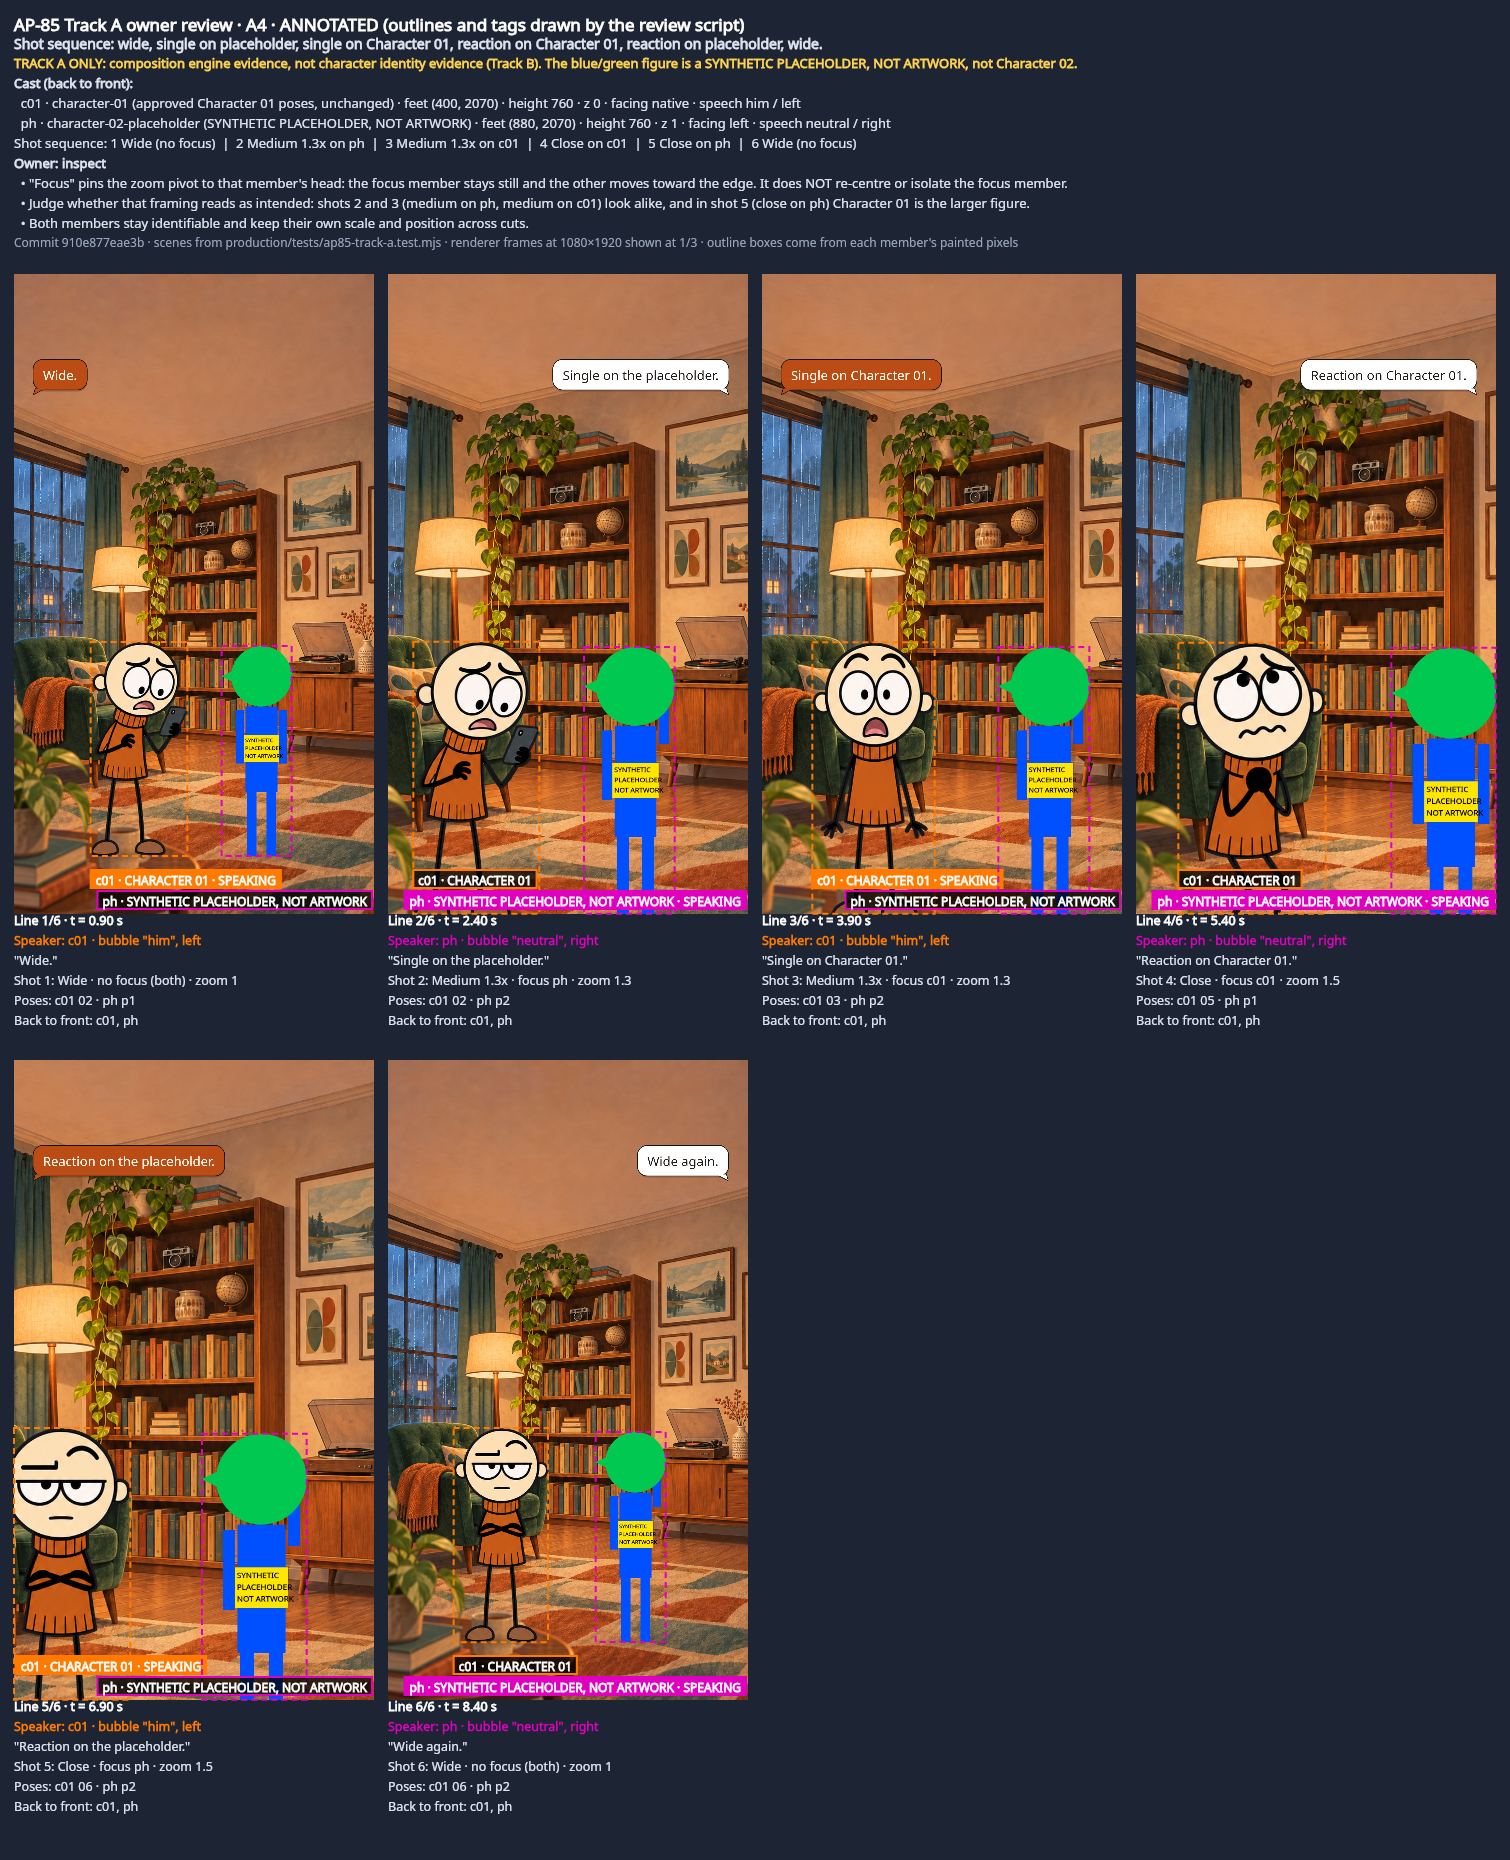 AP-85 Track A owner review · A4 · ANNOTATED (outlines and tags drawn by the review script)
Shot sequence: wide, single on placeholder, single on Character 01, reaction on Character 01, reaction on placeholder, wide.
TRACK A ONLY: composition engine evidence, not character identity evidence (Track B). The blue/green figure is a SYNTHETIC PLACEHOLDER, NOT ARTWORK, not Character 02.
Cast (back to front):
c01 · character-01 (approved Character 01 poses, unchanged) · feet (400, 2070) · height 760 · z 0 · facing native · speech him / left
ph · character-02-placeholder (SYNTHETIC PLACEHOLDER, NOT ARTWORK) · feet (880, 2070) · height 760 · z 1 · facing left · speech neutral / right
Shot sequence: 1 Wide (no focus) | 2 Medium 1.3x on ph | 3 Medium 1.3x on c01 | 4 Close on c01 | 5 Close on ph | 6 Wide (no focus)
Owner: inspect
• "Focus" pins the zoom pivot to that member's head: the focus member stays still and the other moves toward the edge. It does NOT re-centre or isolate the focus member.
• Judge whether that framing reads as intended: shots 2 and 3 (medium on ph, medium on c01) look alike, and in shot 5 (close on ph) Character 01 is the larger figure.
• Both members stay identifiable and keep their own scale and position across cuts.
Commit 910e877eae3b · scenes from production/tests/ap85-track-a.test.mjs · renderer frames at 1080×1920 shown at 1/3 · outline boxes come from each member's painted pixels
Wide.
SYNTHETIC
PLACEHOLDER
NOT ARTWORK
c01 · CHARACTER 01 · SPEAKING
ph · SYNTHETIC PLACEHOLDER, NOT ARTWORK
Line 1/6 · t = 0.90 s
Speaker: c01 · bubble "him", left
"Wide."
Shot 1: Wide · no focus (both) · zoom 1
Poses: c01 02 · ph p1
Back to front: c01, ph
Single on the placeholder.
SYNTHETIC
PLACEHOLDER
NOT ARTWORK
c01 · CHARACTER 01
ph · SYNTHETIC PLACEHOLDER, NOT ARTWORK · SPEAKING
Line 2/6 · t = 2.40 s
Speaker: ph · bubble "neutral", right
"Single on the placeholder."
Shot 2: Medium 1.3x · focus ph · zoom 1.3
Poses: c01 02 · ph p2
Back to front: c01, ph
Single on Character 01.
SYNTHETIC
PLACEHOLDER
NOT ARTWORK
c01 · CHARACTER 01 · SPEAKING
ph · SYNTHETIC PLACEHOLDER, NOT ARTWORK
Line 3/6 · t = 3.90 s
Speaker: c01 · bubble "him", left
"Single on Character 01."
Shot 3: Medium 1.3x · focus c01 · zoom 1.3
Poses: c01 03 · ph p2
Back to front: c01, ph
Reaction on Character 01.
SYNTHETIC
PLACEHOLDER
NOT ARTWORK
c01 · CHARACTER 01
ph · SYNTHETIC PLACEHOLDER, NOT ARTWORK · SPEAKING
Line 4/6 · t = 5.40 s
Speaker: ph · bubble "neutral", right
"Reaction on Character 01."
Shot 4: Close · focus c01 · zoom 1.5
Poses: c01 05 · ph p1
Back to front: c01, ph
Reaction on the placeholder.
SYNTHETIC
PLACEHOLDER
NOT ARTWORK
c01 · CHARACTER 01 · SPEAKING
ph · SYNTHETIC PLACEHOLDER, NOT ARTWORK
Line 5/6 · t = 6.90 s
Speaker: c01 · bubble "him", left
"Reaction on the placeholder."
Shot 5: Close · focus ph · zoom 1.5
Poses: c01 06 · ph p2
Back to front: c01, ph
Wide again.
SYNTHETIC
PLACEHOLDER
NOT ARTWORK
c01 · CHARACTER 01
ph · SYNTHETIC PLACEHOLDER, NOT ARTWORK · SPEAKING
Line 6/6 · t = 8.40 s
Speaker: ph · bubble "neutral", right
"Wide again."
Shot 6: Wide · no focus (both) · zoom 1
Poses: c01 06 · ph p2
Back to front: c01, ph